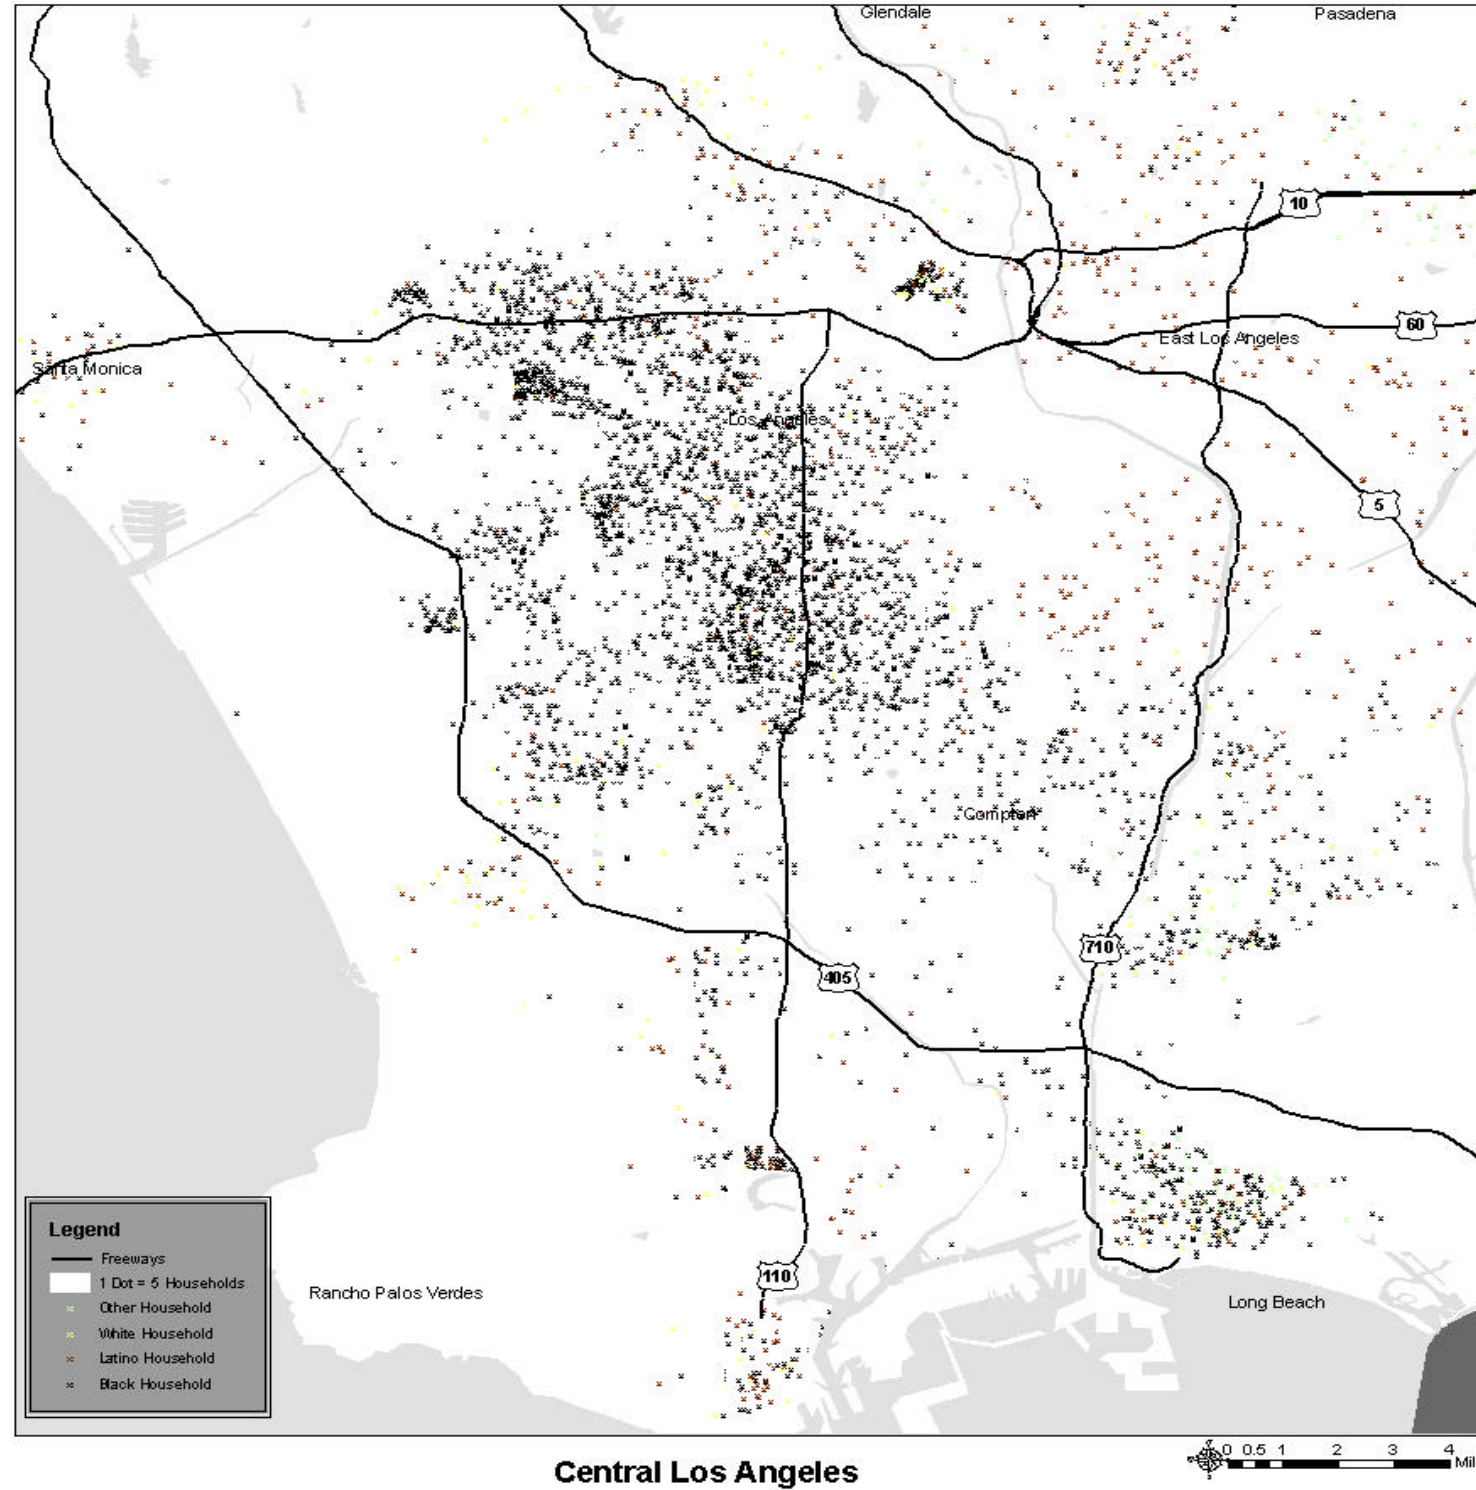 Glendale
Pasadena
10
60
East Los Angeles
Santa Monica
Los Angeles
5
Compton
710
405
Legend
Freeways
1 Dot = 5 Households
Other Household
White Household
Latino Household
Black Household
110
Rancho Palos Verdes
Long Beach
Central Los Angeles
0 0.5 1 2 3 4
Mil